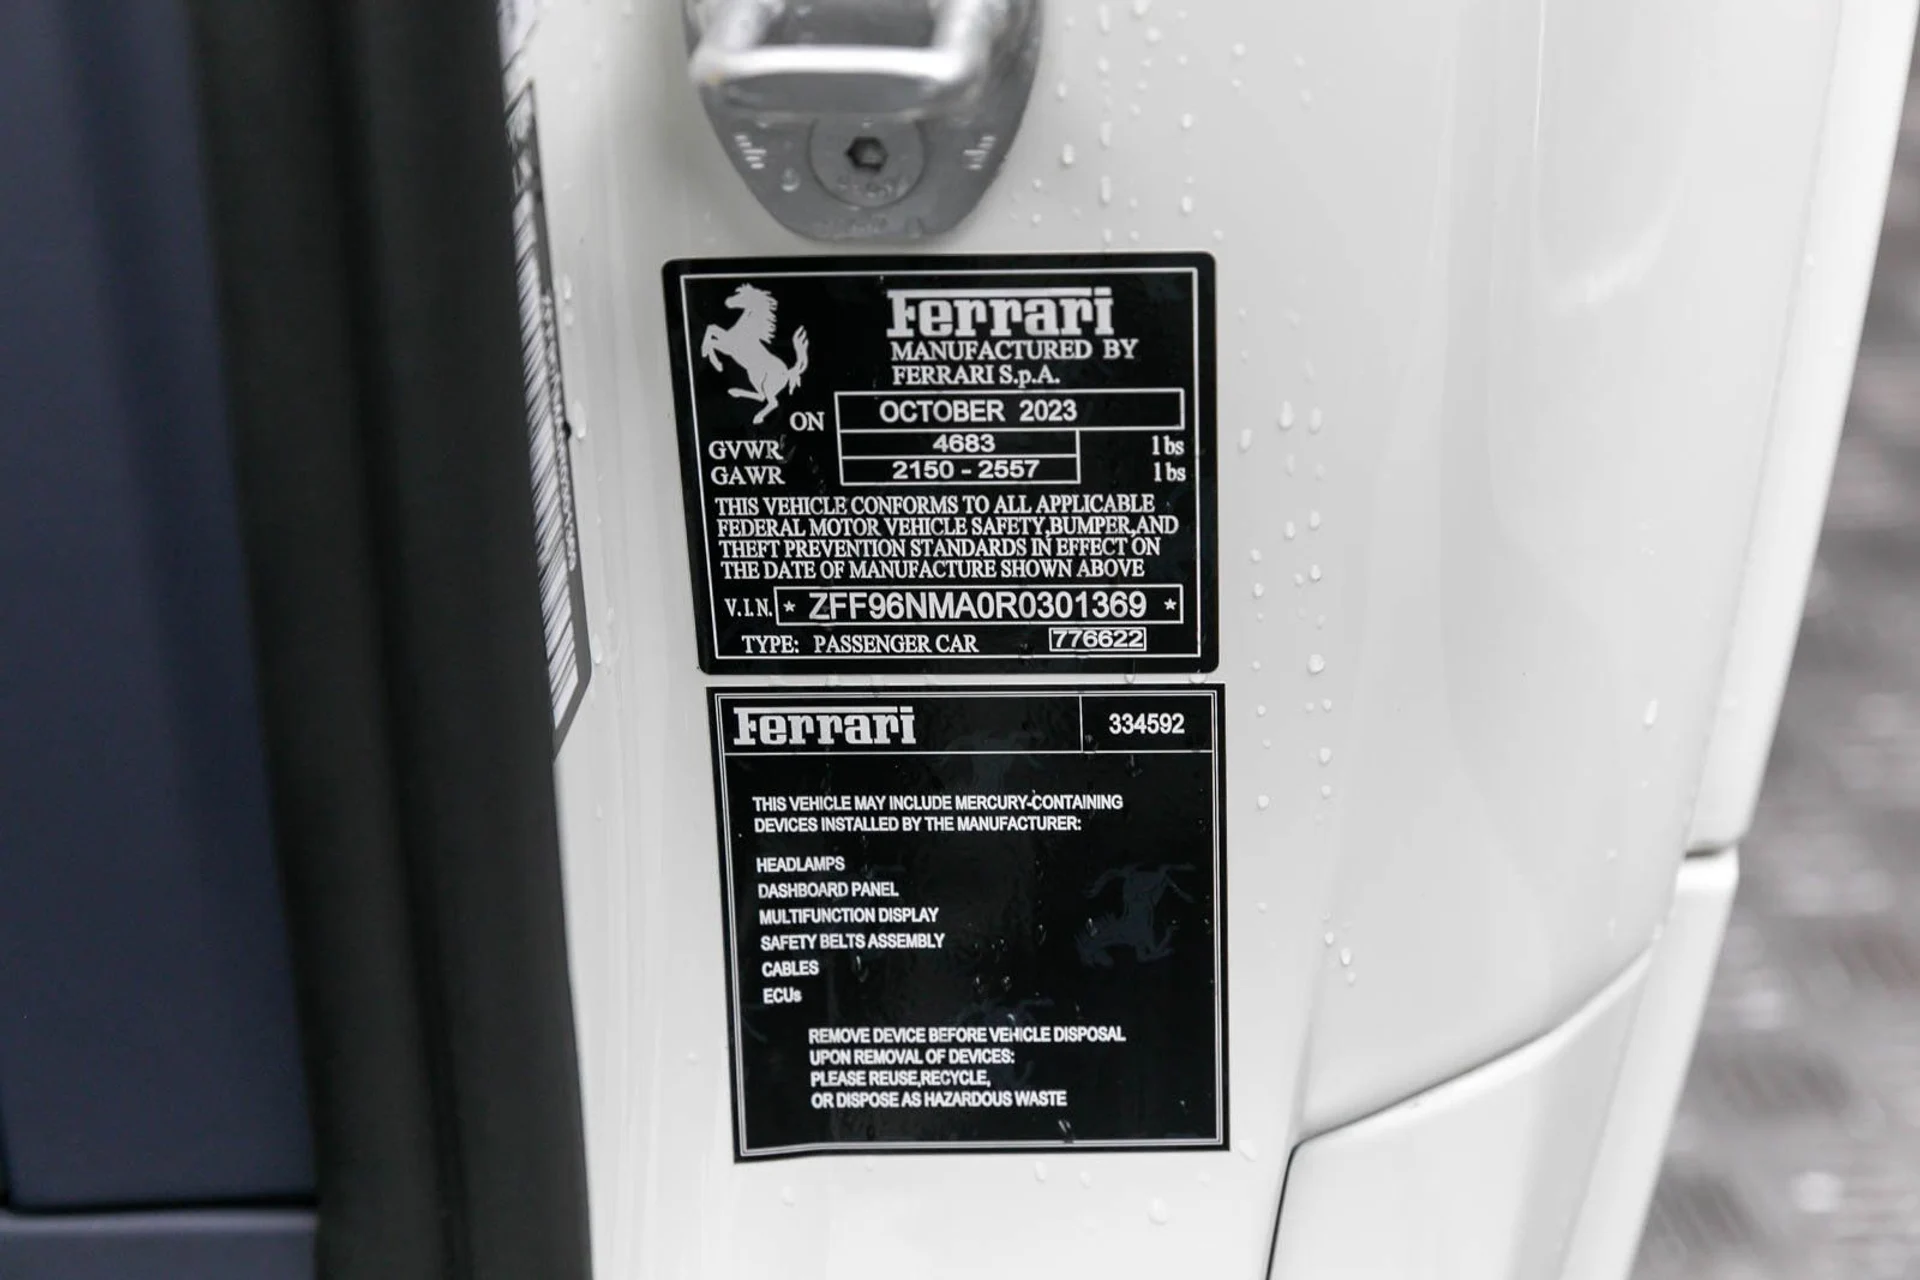 Ferrari
MANUFACTURED BY
FERRARI S.p.A.
ON OCTOBER 2023
GVWR 4683 lbs
GAWR 2150 - 2557 lbs
THIS VEHICLE CONFORMS TO ALL APPLICABLE
FEDERAL MOTOR VEHICLE SAFETY,BUMPER,AND
THEFT PREVENTION STANDARDS IN EFFECT ON
THE DATE OF MANUFACTURE SHOWN ABOVE
V.I.N. * ZFF96NMA0R0301369 *
TYPE: PASSENGER CAR 776622
Ferrari 334592
THIS VEHICLE MAY INCLUDE MERCURY-CONTAINING
DEVICES INSTALLED BY THE MANUFACTURER:
HEADLAMPS
DASHBOARD PANEL
MULTIFUNCTION DISPLAY
SAFETY BELTS ASSEMBLY
CABLES
ECUs
REMOVE DEVICE BEFORE VEHICLE DISPOSAL
UPON REMOVAL OF DEVICES:
PLEASE REUSE,RECYCLE,
OR DISPOSE AS HAZARDOUS WASTE